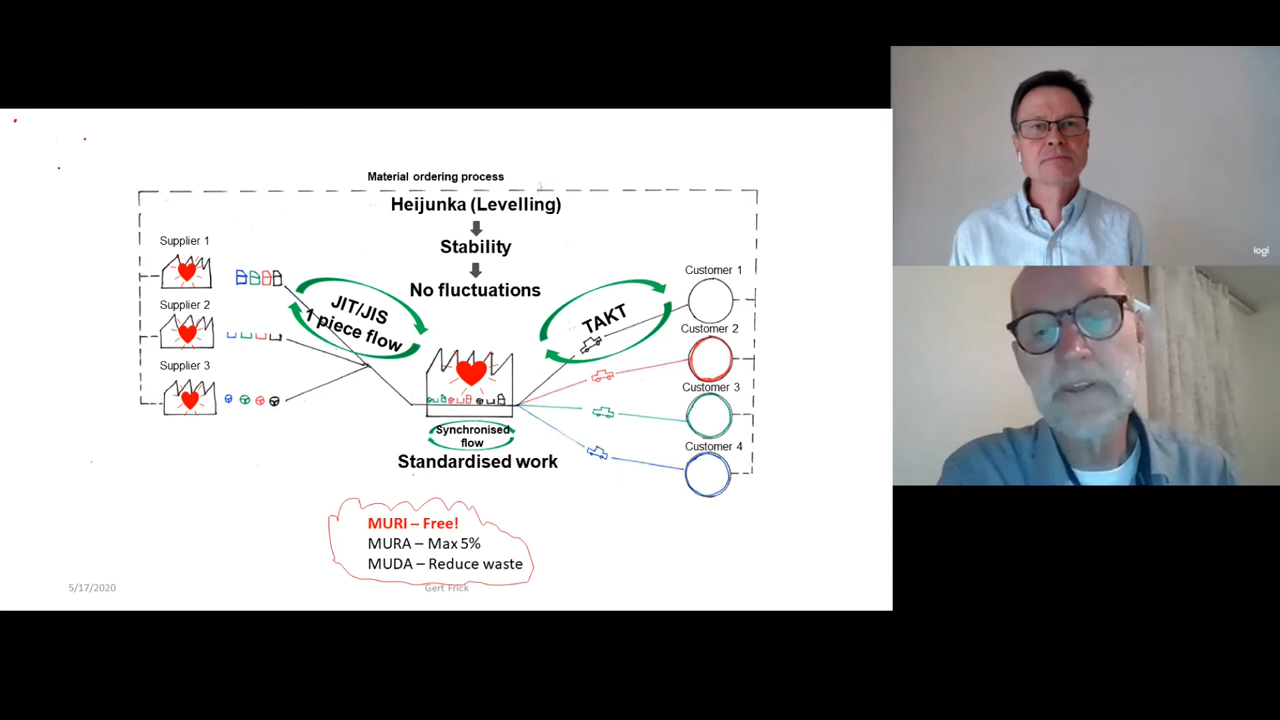 Material ordering process
Heijunka (Levelling)
Stability
No fluctuations
Supplier 1
Supplier 2
Supplier 3
JIT/JIS
1 piece flow
TAKT
Customer 1
Customer 2
Customer 3
Customer 4
Synchronised
flow
Standardised work
MURI – Free!
MURA – Max 5%
MUDA – Reduce waste
5/17/2020
Gert Frick
logi